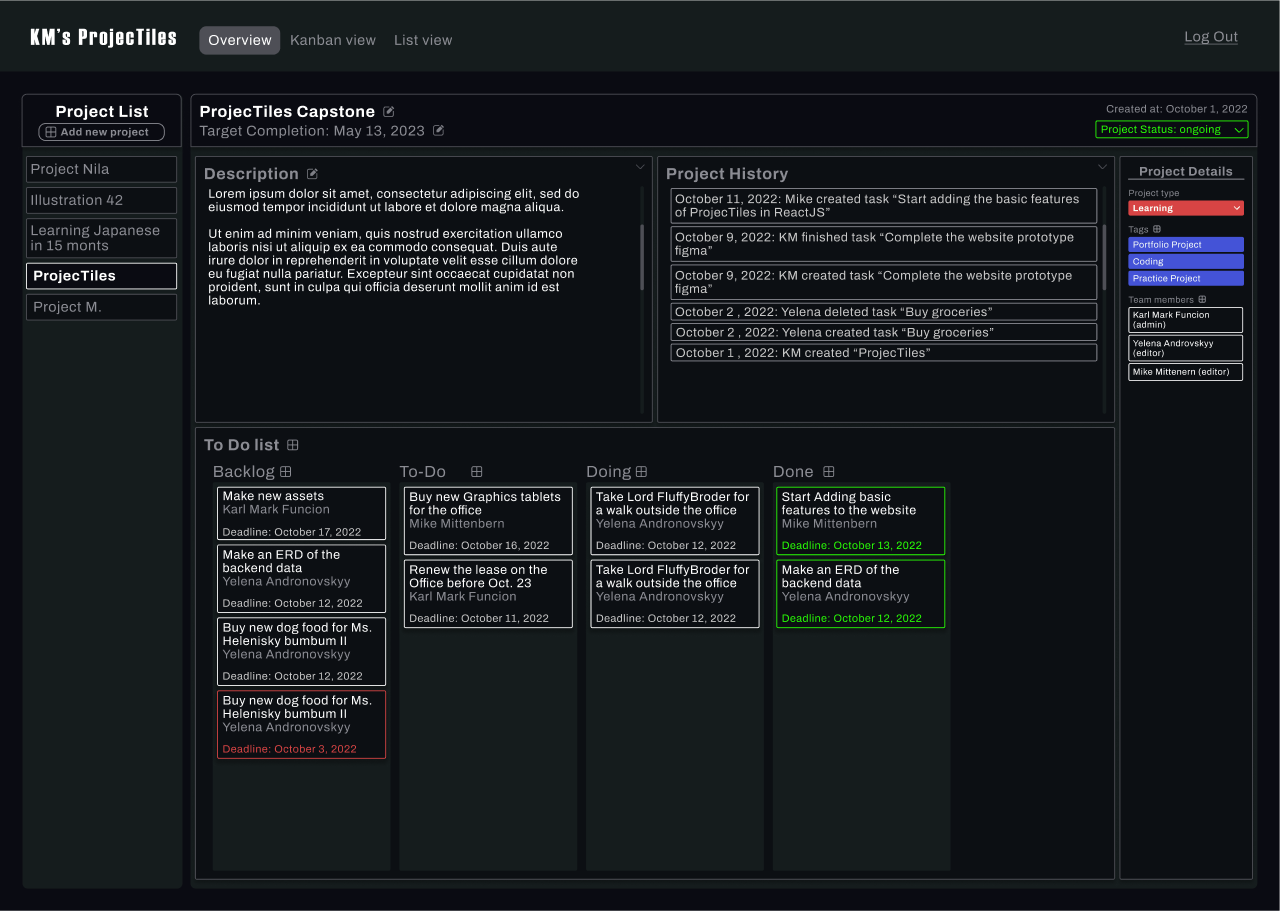 KM's ProjecTiles
Overview
Kanban view
List view
Log Out
Project List
Add new project
Project Nila
Illustration 42
Learning Japanese
in 15 monts
ProjecTiles
Project M.
ProjecTiles Capstone
Target Completion: May 13, 2023
Created at: October 1, 2022
Project Status: ongoing
Description
Lorem ipsum dolor sit amet, consectetur adipiscing elit, sed do
eiusmod tempor incididunt ut labore et dolore magna aliqua.
Ut enim ad minim veniam, quis nostrud exercitation ullamco
laboris nisi ut aliquip ex ea commodo consequat. Duis aute
irure dolor in reprehenderit in voluptate velit esse cillum dolore
eu fugiat nulla pariatur. Excepteur sint occaecat cupidatat non
proident, sunt in culpa qui officia deserunt mollit anim id est
laborum.
Project History
October 11, 2022: Mike created task “Start adding the basic features
of ProjecTiles in ReactJS”
October 9, 2022: KM finished task “Complete the website prototype
figma”
October 9, 2022: KM created task “Complete the website prototype
figma”
October 2 , 2022: Yelena deleted task “Buy groceries”
October 2 , 2022: Yelena created task “Buy groceries”
October 1 , 2022: KM created “ProjecTiles”
Project Details
Project type
Learning
Tags
Portfolio Project
Coding
Practice Project
Team members
Karl Mark Funcion
(admin)
Yelena Androvskyy
(editor)
Mike Mittenern (editor)
To Do list
Backlog
Make new assets
Karl Mark Funcion
Deadline: October 17, 2022
Make an ERD of the
backend data
Yelena Andronovskyy
Deadline: October 12, 2022
Buy new dog food for Ms.
Helenisky bumbum II
Yelena Andronovskyy
Deadline: October 12, 2022
Buy new dog food for Ms.
Helenisky bumbum II
Yelena Andronovskyy
Deadline: October 3, 2022
To-Do
Buy new Graphics tablets
for the office
Mike Mittenbern
Deadline: October 16, 2022
Renew the lease on the
Office before Oct. 23
Karl Mark Funcion
Deadline: October 11, 2022
Doing
Take Lord FluffyBroder for
a walk outside the office
Yelena Andronovskyy
Deadline: October 12, 2022
Take Lord FluffyBroder for
a walk outside the office
Yelena Andronovskyy
Deadline: October 12, 2022
Done
Start Adding basic
features to the website
Mike Mittenbern
Deadline: October 13, 2022
Make an ERD of the
backend data
Yelena Andronovskyy
Deadline: October 12, 2022